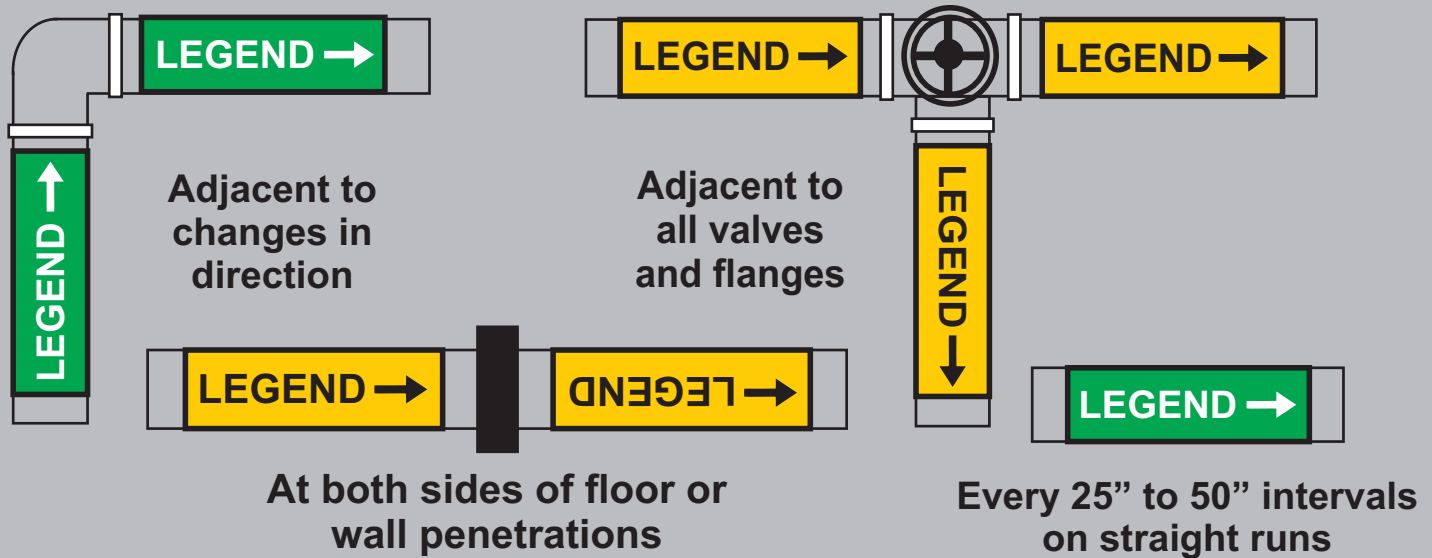 LEGEND →
LEGEND →
Adjacent to
changes in
direction
LEGEND →
LEGEND →
LEGEND →
Adjacent to
all valves
and flanges
LEGEND →
LEGEND →
At both sides of floor or
wall penetrations
LEGEND →
Every 25” to 50” intervals
on straight runs